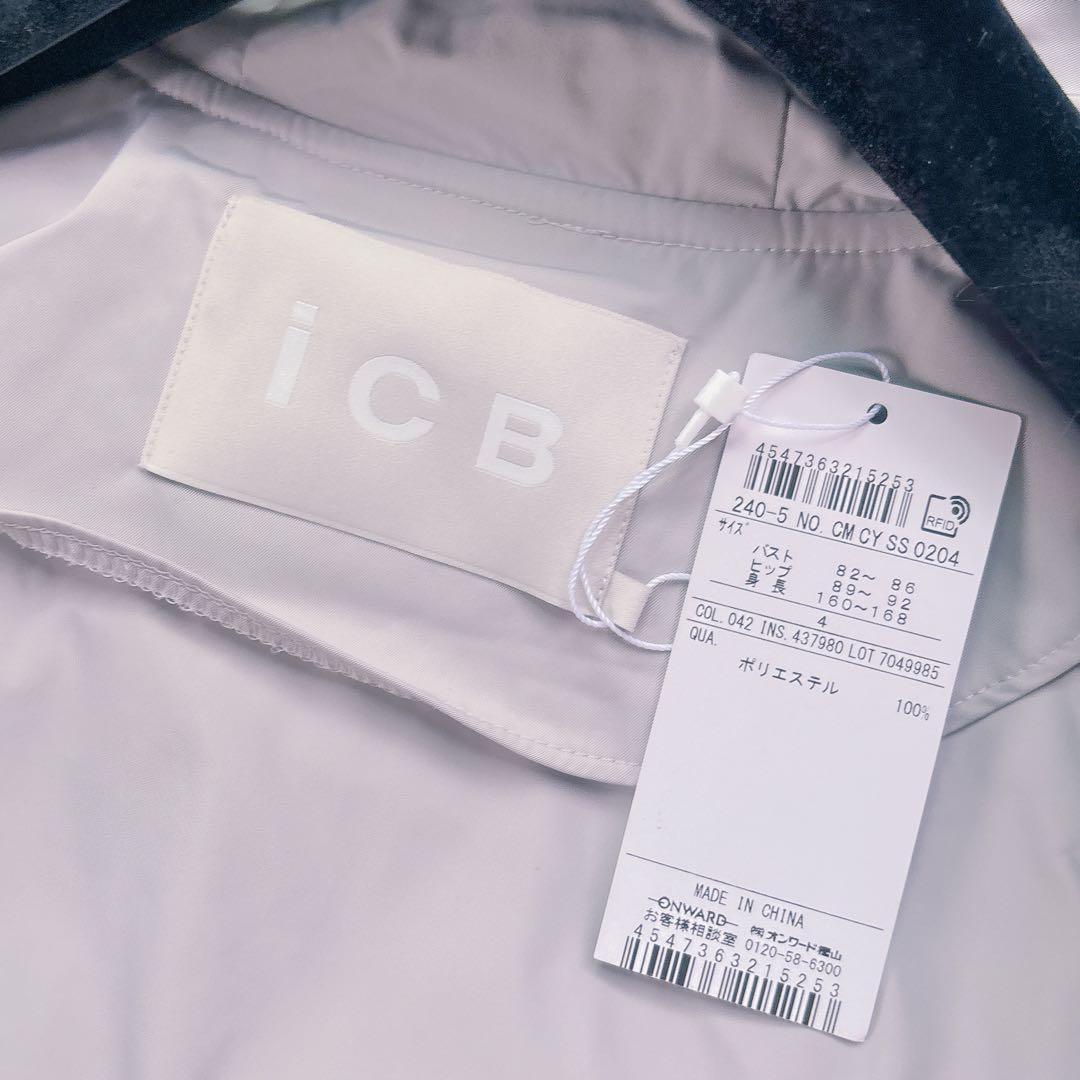 iCB
4547363215253
RFID
240-5 NO. CM CY SS 0204
サイズ
バスト 82〜 86
ヒップ 89〜 92
身長 160〜168
4
COL. 042 INS. 437980 LOT 7049985
QUA.
ポリエステル 100%
MADE IN CHINA
ONWARD ㈱オンワード樫山
お客様相談室 0120-58-6300
4547363215253